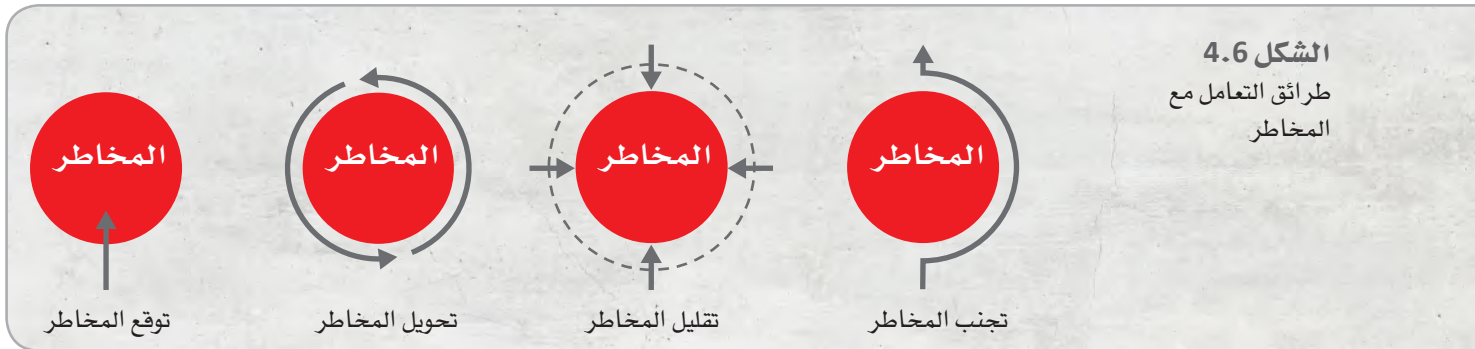 الشكل 4.6
طرائق التعامل مع
المخاطر
المخاطر
المخاطر
المخاطر
المخاطر
تجنب المخاطر
تقليل المخاطر
تحويل المخاطر
توقع المخاطر